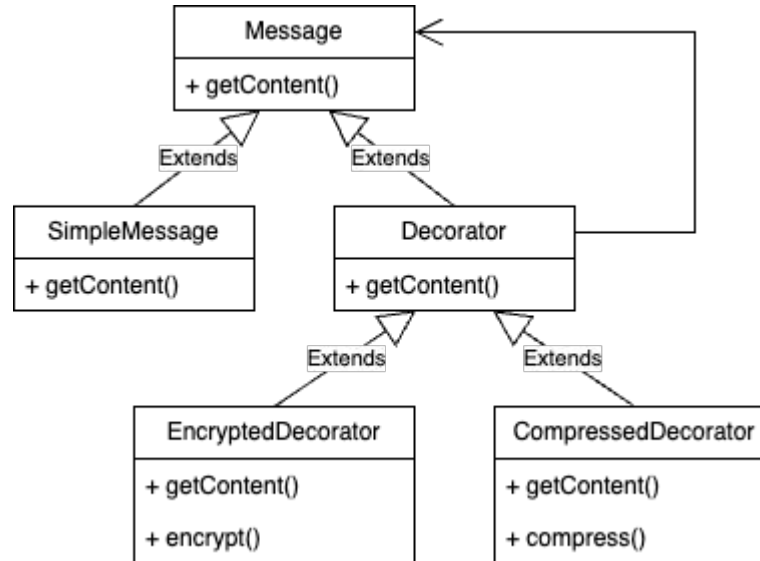 Message
+ getContent()
Extends
Extends
SimpleMessage
+ getContent()
Decorator
+ getContent()
Extends
Extends
EncryptedDecorator
+ getContent()
+ encrypt()
CompressedDecorator
+ getContent()
+ compress()